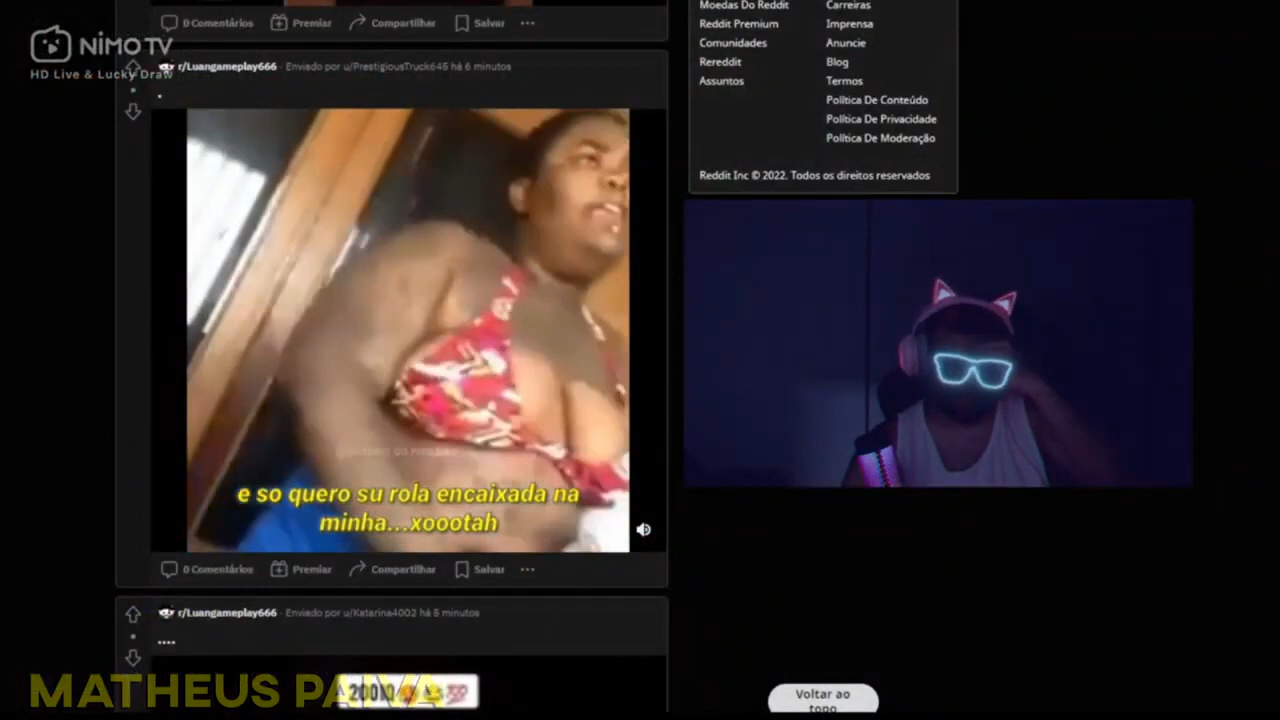 0 Comentários Premiar Compartilhar Salvar
NIMO TV
HD Live & Lucky Draw
r/Luangameplay666 · Enviado por u/PrestigiousTruck645 há 6 minutos
.
e so quero su rola encaixada na
minha...xoootah
0 Comentários Premiar Compartilhar Salvar
r/Luangameplay666 · Enviado por u/Katarina4002 há 5 minutos
....
MATHEUS PAIVA
Moedas Do Reddit Carreiras
Reddit Premium Imprensa
Comunidades Anuncie
Rereddit Blog
Assuntos Termos
Política De Conteúdo
Política De Privacidade
Política De Moderação
Reddit Inc © 2022. Todos os direitos reservados
Voltar ao
topo